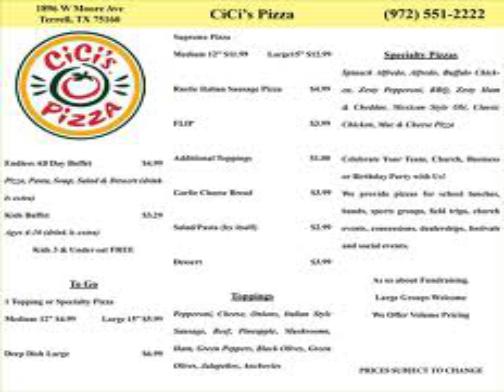 1896 W Moore Ave
Terrell, TX 75160
CiCi's Pizza
(972) 551-2222
CiCi's
PIZZA
Endless All Day Buffet $4.99
Pizza, Pasta, Soup, Salad & Dessert (drink
is extra)
Kids Buffet $3.29
Ages 4-10 (drink is extra)
Kids 3 & Under eat FREE
To Go
1 Topping or Specialty Pizza
Medium 12" $4.99 Large 15" $5.99
Deep Dish Large $6.99
Supreme Pizza
Medium 12" Large 15" $12.99
Rustic Italian Sausage Pizza $4.99
FLIP
Additional Toppings $1.00
Garlic Cheese Bread $3.99
Salad/Pasta (by itself) $2.99
Dessert $3.99
Toppings
Pepperoni, Cheese, Onions, Italian Style
Sausage, Beef, Pineapple, Mushrooms,
Ham, Green Peppers, Black Olives, Green
Olives, Jalapeños, Anchovies
Specialty Pizzas
Spinach Alfredo, Alfredo, Buffalo Chick-
en, Zesty Pepperoni, BBQ, Zesty Ham
& Cheddar, Mexican Style Olé, Cheese
Chicken, Mac & Cheese Pizza
Celebrate Your Team, Church, Business
or Birthday Party with Us!
We provide pizzas for school lunches,
bands, sports groups, field trips, church
events, concessions, dealerships, festivals
and social events.
As us about Fundraising.
Large Groups Welcome
We Offer Volume Pricing
PRICES SUBJECT TO CHANGE